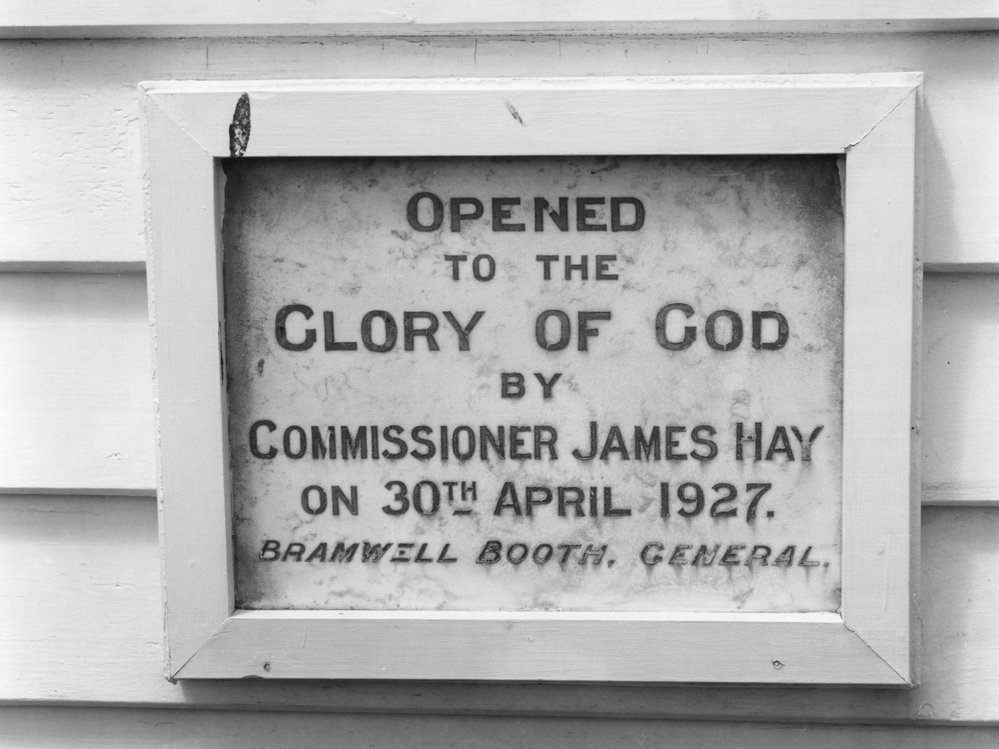 OPENED
TO THE
GLORY OF GOD
BY
COMMISSIONER JAMES HAY
ON 30TH APRIL 1927.
BRAMWELL BOOTH, GENERAL.